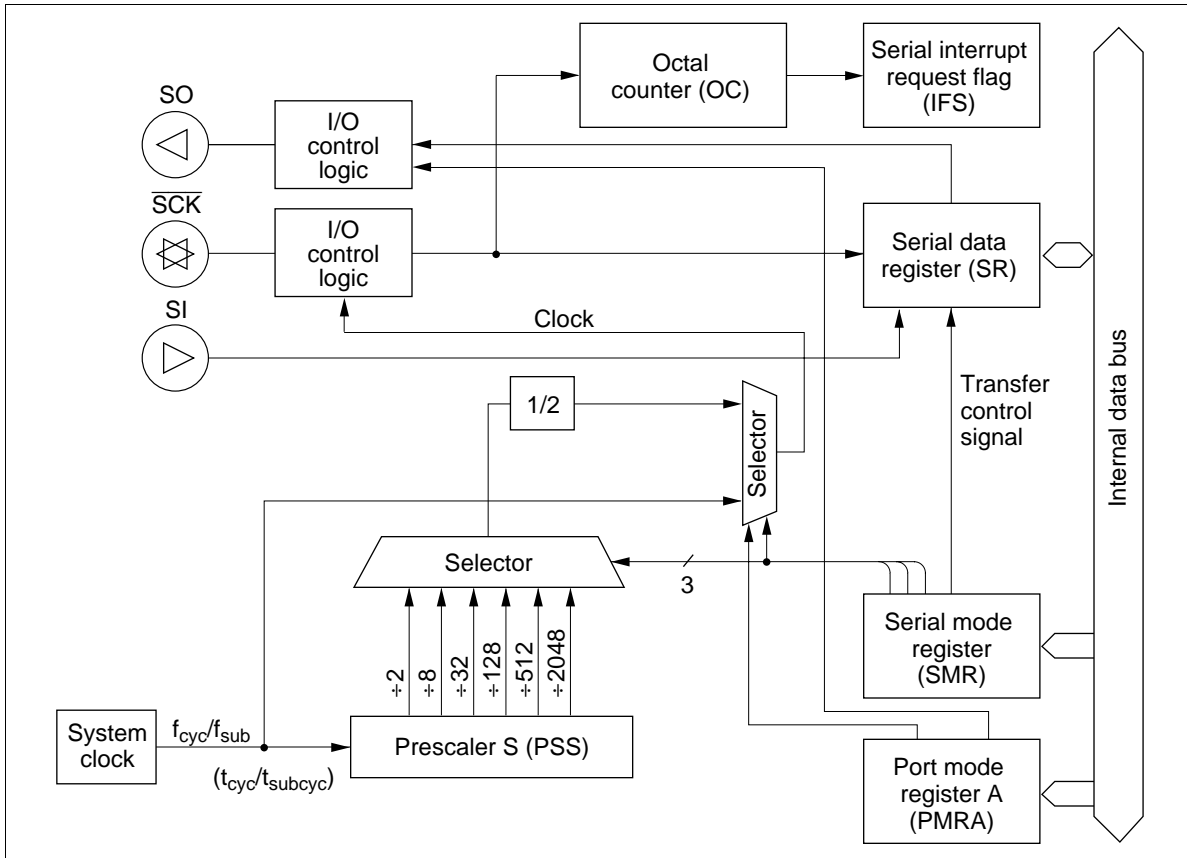 SO
I/O
control
logic
Octal
counter (OC)
Serial interrupt
request flag
(IFS)
SCK
I/O
control
logic
Serial data
register (SR)
SI
Clock
Transfer
control
signal
Internal data bus
1/2
Selector
Selector
3
÷2
÷8
÷32
÷128
÷512
÷2048
Serial mode
register
(SMR)
System
clock
fcyc/fsub
(tcyc/tsubcyc)
Prescaler S (PSS)
Port mode
register A
(PMRA)